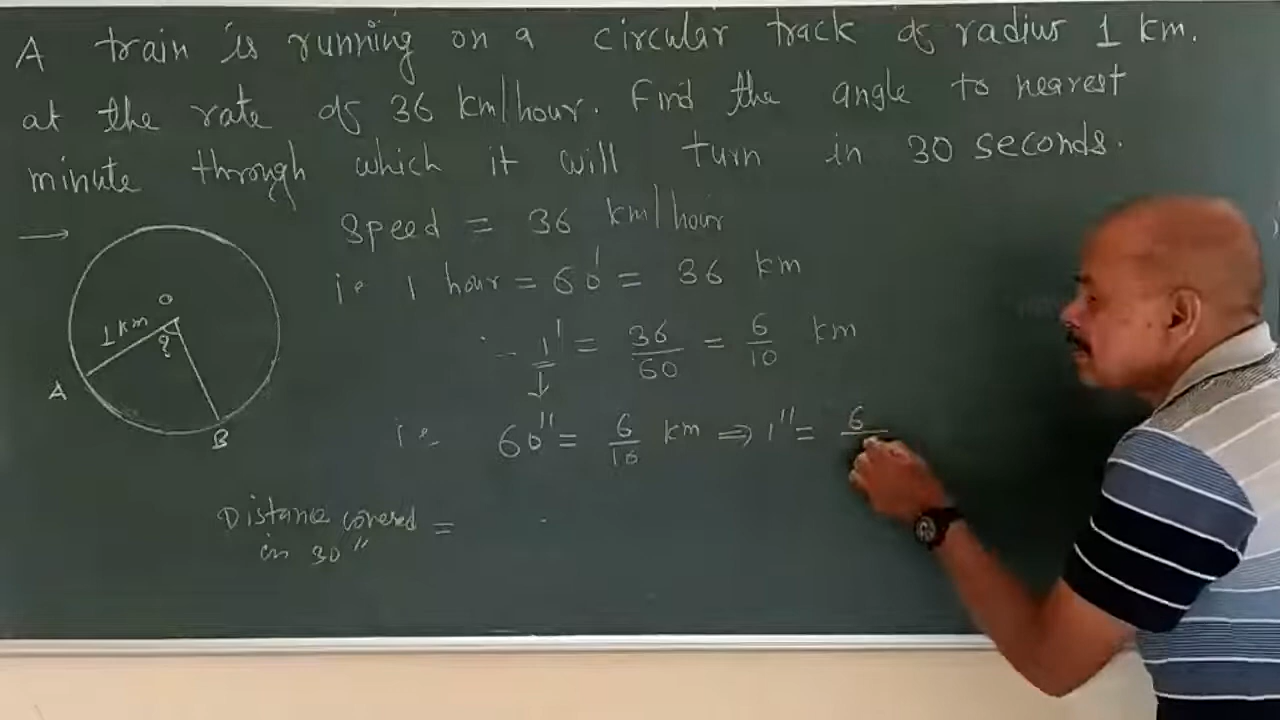 A train is running on a circular track of radius 1 km.
at the rate of 36 km/hour. Find the angle to nearest
minute through which it will turn in 30 seconds.
→
Speed = 36 km/hour
i.e 1 hour = 60' = 36 km
∴ 1' = 36/60 = 6/10 km
↓
i.e. 60'' = 6/10 km ⇒ 1'' = 6
O
1 km
?
A
B
Distance covered =
in 30''